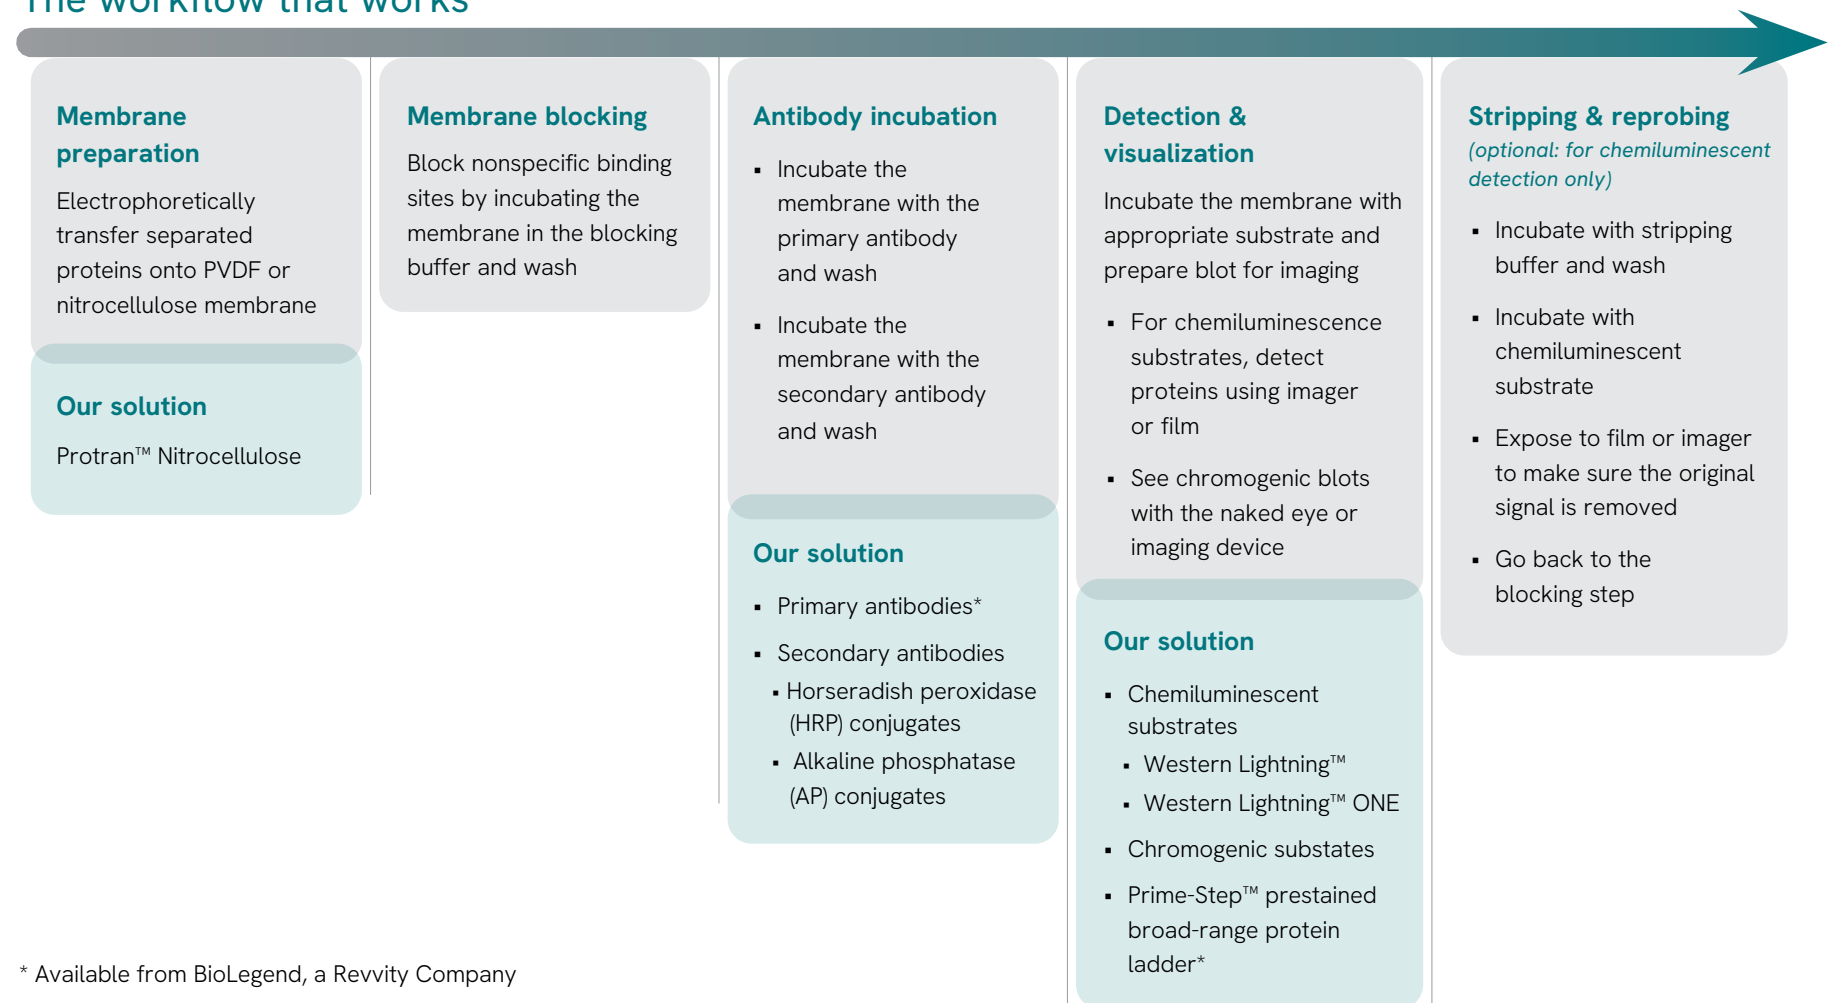 The workflow that works
Membrane
preparation
Electrophoretically
transfer separated
proteins onto PVDF or
nitrocellulose membrane
Our solution
Protran™ Nitrocellulose
Membrane blocking
Block nonspecific binding
sites by incubating the
membrane in the blocking
buffer and wash
Antibody incubation
▪ Incubate the
membrane with the
primary antibody
and wash
▪ Incubate the
membrane with the
secondary antibody
and wash
Our solution
▪ Primary antibodies*
▪ Secondary antibodies
▪ Horseradish peroxidase
(HRP) conjugates
▪ Alkaline phosphatase
(AP) conjugates
Detection &
visualization
Incubate the membrane with
appropriate substrate and
prepare blot for imaging
▪ For chemiluminescence
substrates, detect
proteins using imager
or film
▪ See chromogenic blots
with the naked eye or
imaging device
Our solution
▪ Chemiluminescent
substrates
▪ Western Lightning™
▪ Western Lightning™ ONE
▪ Chromogenic substates
▪ Prime-Step™ prestained
broad-range protein
ladder*
Stripping & reprobing
(optional: for chemiluminescent
detection only)
▪ Incubate with stripping
buffer and wash
▪ Incubate with
chemiluminescent
substrate
▪ Expose to film or imager
to make sure the original
signal is removed
▪ Go back to the
blocking step
* Available from BioLegend, a Revvity Company